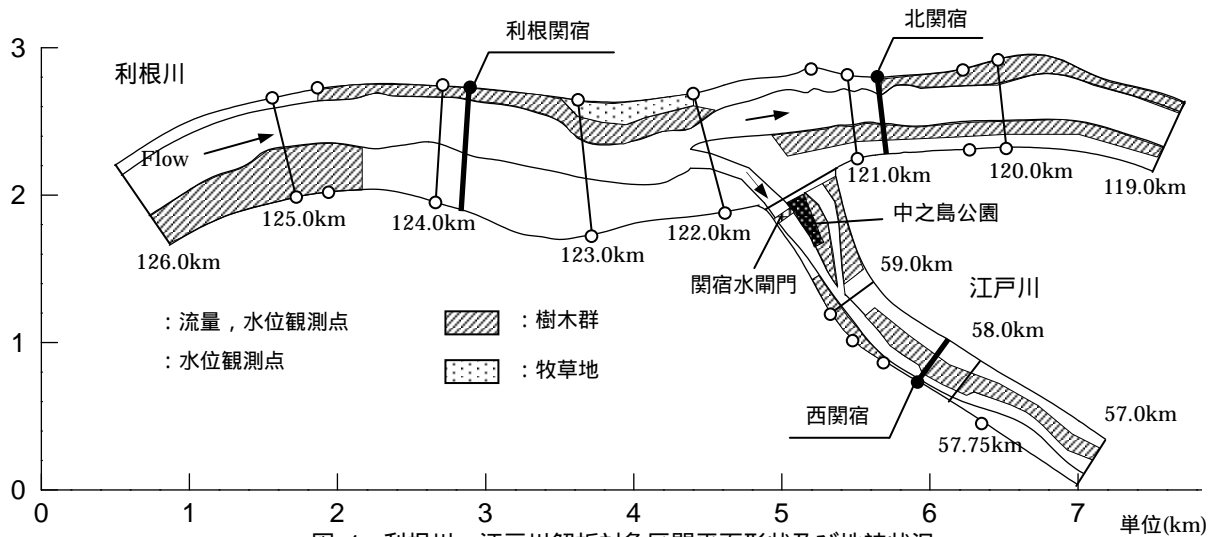 3
2
1
0
利根川
利根関宿
北関宿
Flow
126.0km
125.0km
124.0km
123.0km
122.0km
121.0km
120.0km
119.0km
中之島公園
関宿水閘門
59.0km
江戸川
58.0km
57.0km
57.75km
西関宿
：流量，水位観測点
：水位観測点
：樹木群
：牧草地
0 1 2 3 4 5 6 7 単位(km)